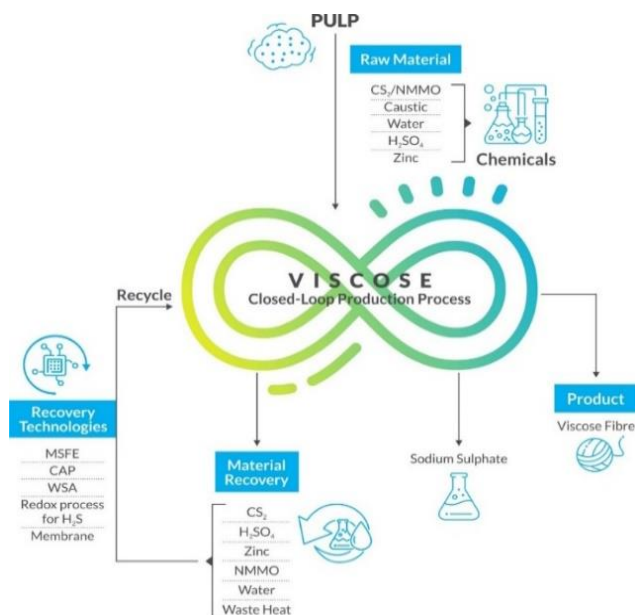 PULP
Raw Material
CS₂/NMMO
Caustic
Water
H₂SO₄
Zinc
Chemicals
VISCOSE
Closed-Loop Production Process
Recycle
Recovery
Technologies
MSFE
CAP
WSA
Redox process
for H₂S
Membrane
Material
Recovery
CS₂
H₂SO₄
Zinc
NMMO
Water
Waste Heat
Sodium Sulphate
Product
Viscose Fibre